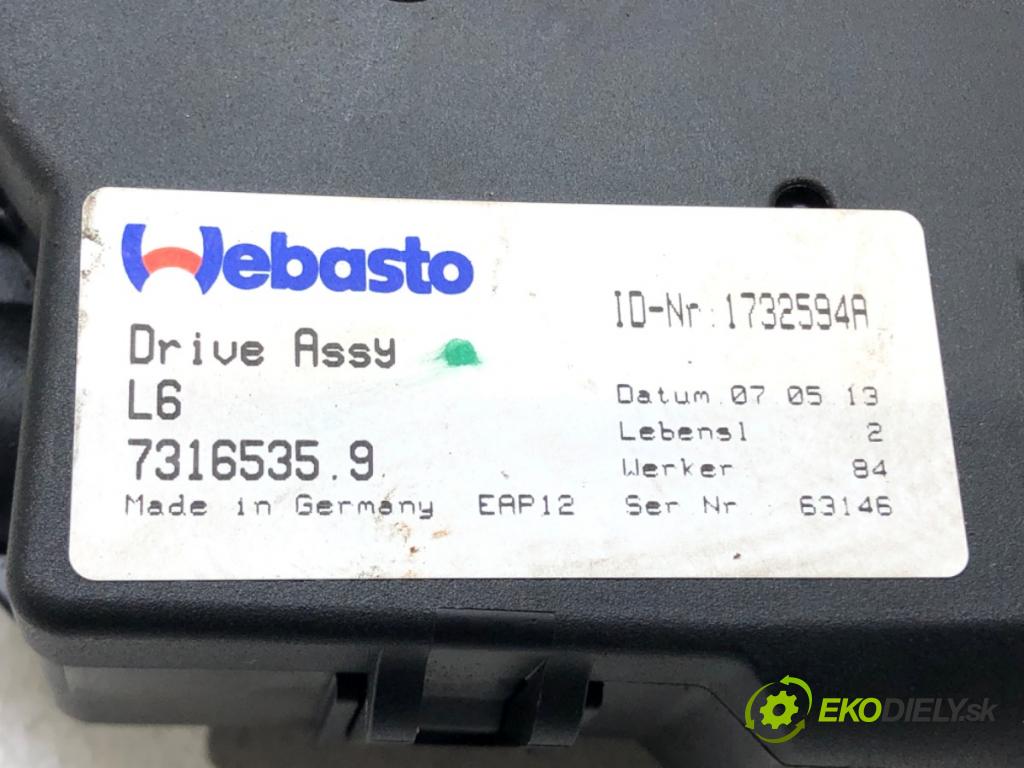 Webasto
Drive Assy
L6
7316535.9
Made in Germany EAP12
ID-Nr:1732594A
Datum 07.05.13
Lebensl 2
Werker 84
Ser Nr 63146
EKODIELY.sk